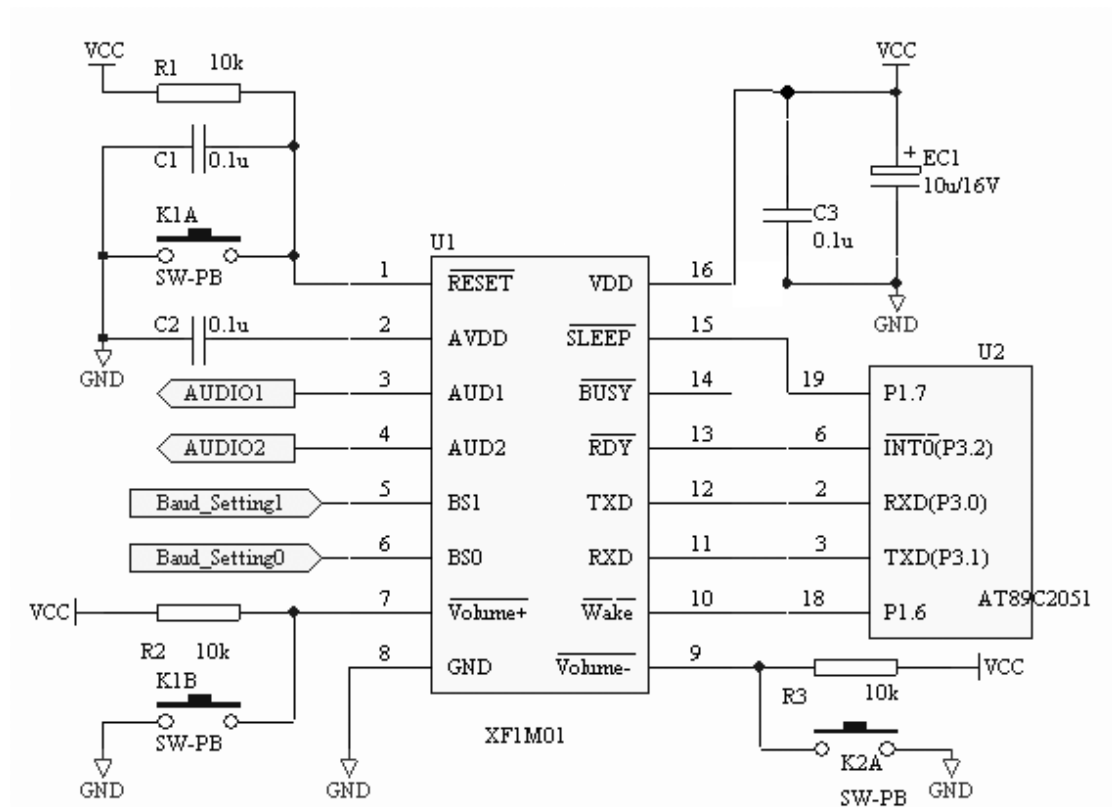 VCC
R1
10k
C1
0.1u
K1A
SW-PB
C2
0.1u
GND
AUDIO1
AUDIO2
Baud_Setting1
Baud_Setting0
VCC
R2
10k
K1B
SW-PB
GND
GND
U1
1
RESET
2
AVDD
3
AUD1
4
AUD2
5
BS1
6
BS0
7
Volume+
8
GND
VDD
16
SLEEP
15
BUSY
14
RDY
13
TXD
12
RXD
11
Wake
10
Volume-
9
XF1M01
VCC
+
EC1
10u/16V
C3
0.1u
GND
U2
19
P1.7
6
INT0(P3.2)
2
RXD(P3.0)
3
TXD(P3.1)
18
P1.6
AT89C2051
VCC
R3
10k
K2A
SW-PB
GND